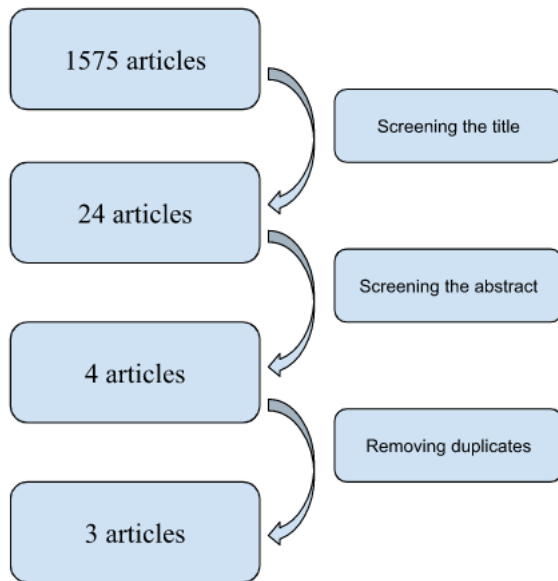 1575 articles
Screening the title
24 articles
Screening the abstract
4 articles
Removing duplicates
3 articles